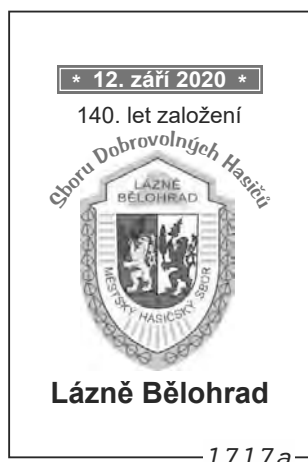 * 12. září 2020 *
140. let založení
Sboru Dobrovolných Hasičů
LÁZNĚ
BĚLOHRAD
MĚSTSKÝ HASIČSKÝ SBOR
Lázně Bělohrad
1717a